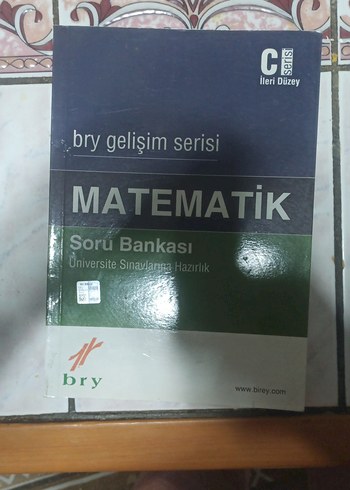 C serisi
İleri Düzey
bry gelişim serisi
MATEMATİK
Soru Bankası
Üniversite Sınavlarına Hazırlık
bry
www.birey.com